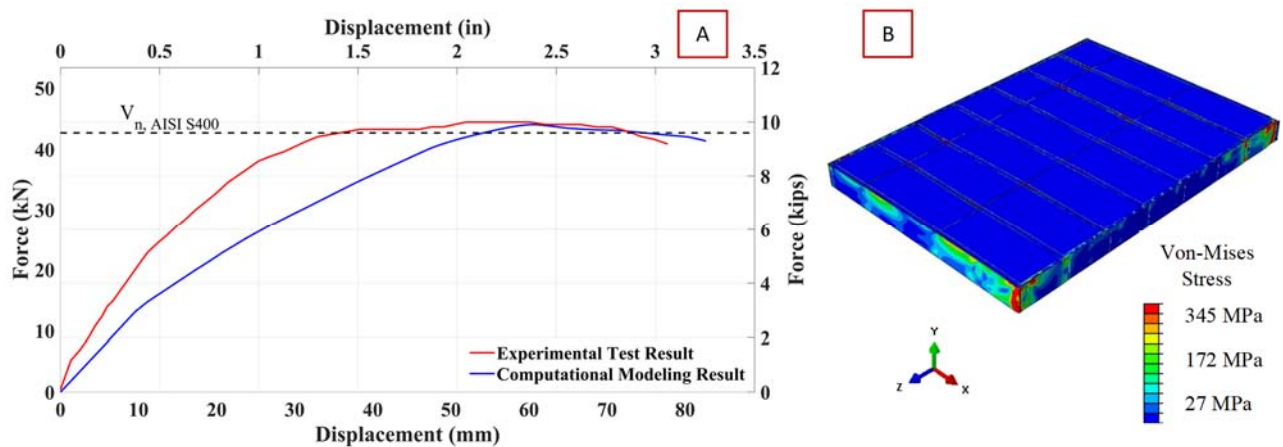 Displacement (in)
0 0.5 1 1.5 2 2.5 3 3.5
A
B
50
40
30
20
10
0
Force (kN)
V
n, AISI S400
12
10
8
6
4
2
0
Force (kips)
Experimental Test Result
Computational Modeling Result
0 10 20 30 40 50 60 70 80
Displacement (mm)
Von-Mises
Stress
345 MPa
172 MPa
27 MPa
Y
Z
X